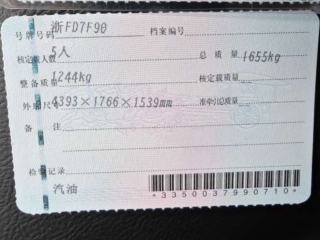 号牌号码 浙FD7F90 档案编号
核定载人数 5人 总质量 1655kg
整备质量 1244kg 核定载质量
外廓尺寸 4393×1766×1539mm 准牵引总质量
备注
检验记录
汽油
*3350037990710*